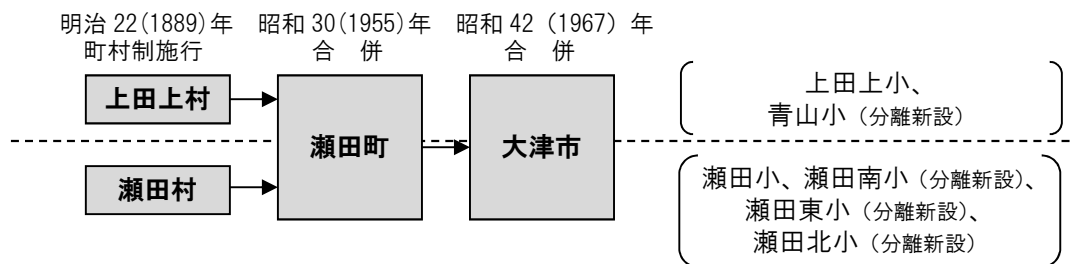 明治 22(1889)年
町村制施行
昭和 30(1955)年
合　併
昭和 42（1967）年
合　併
上田上村
瀬田村
瀬田町
大津市
上田上小、
青山小（分離新設）
瀬田小、瀬田南小（分離新設）、
瀬田東小（分離新設）、
瀬田北小（分離新設）